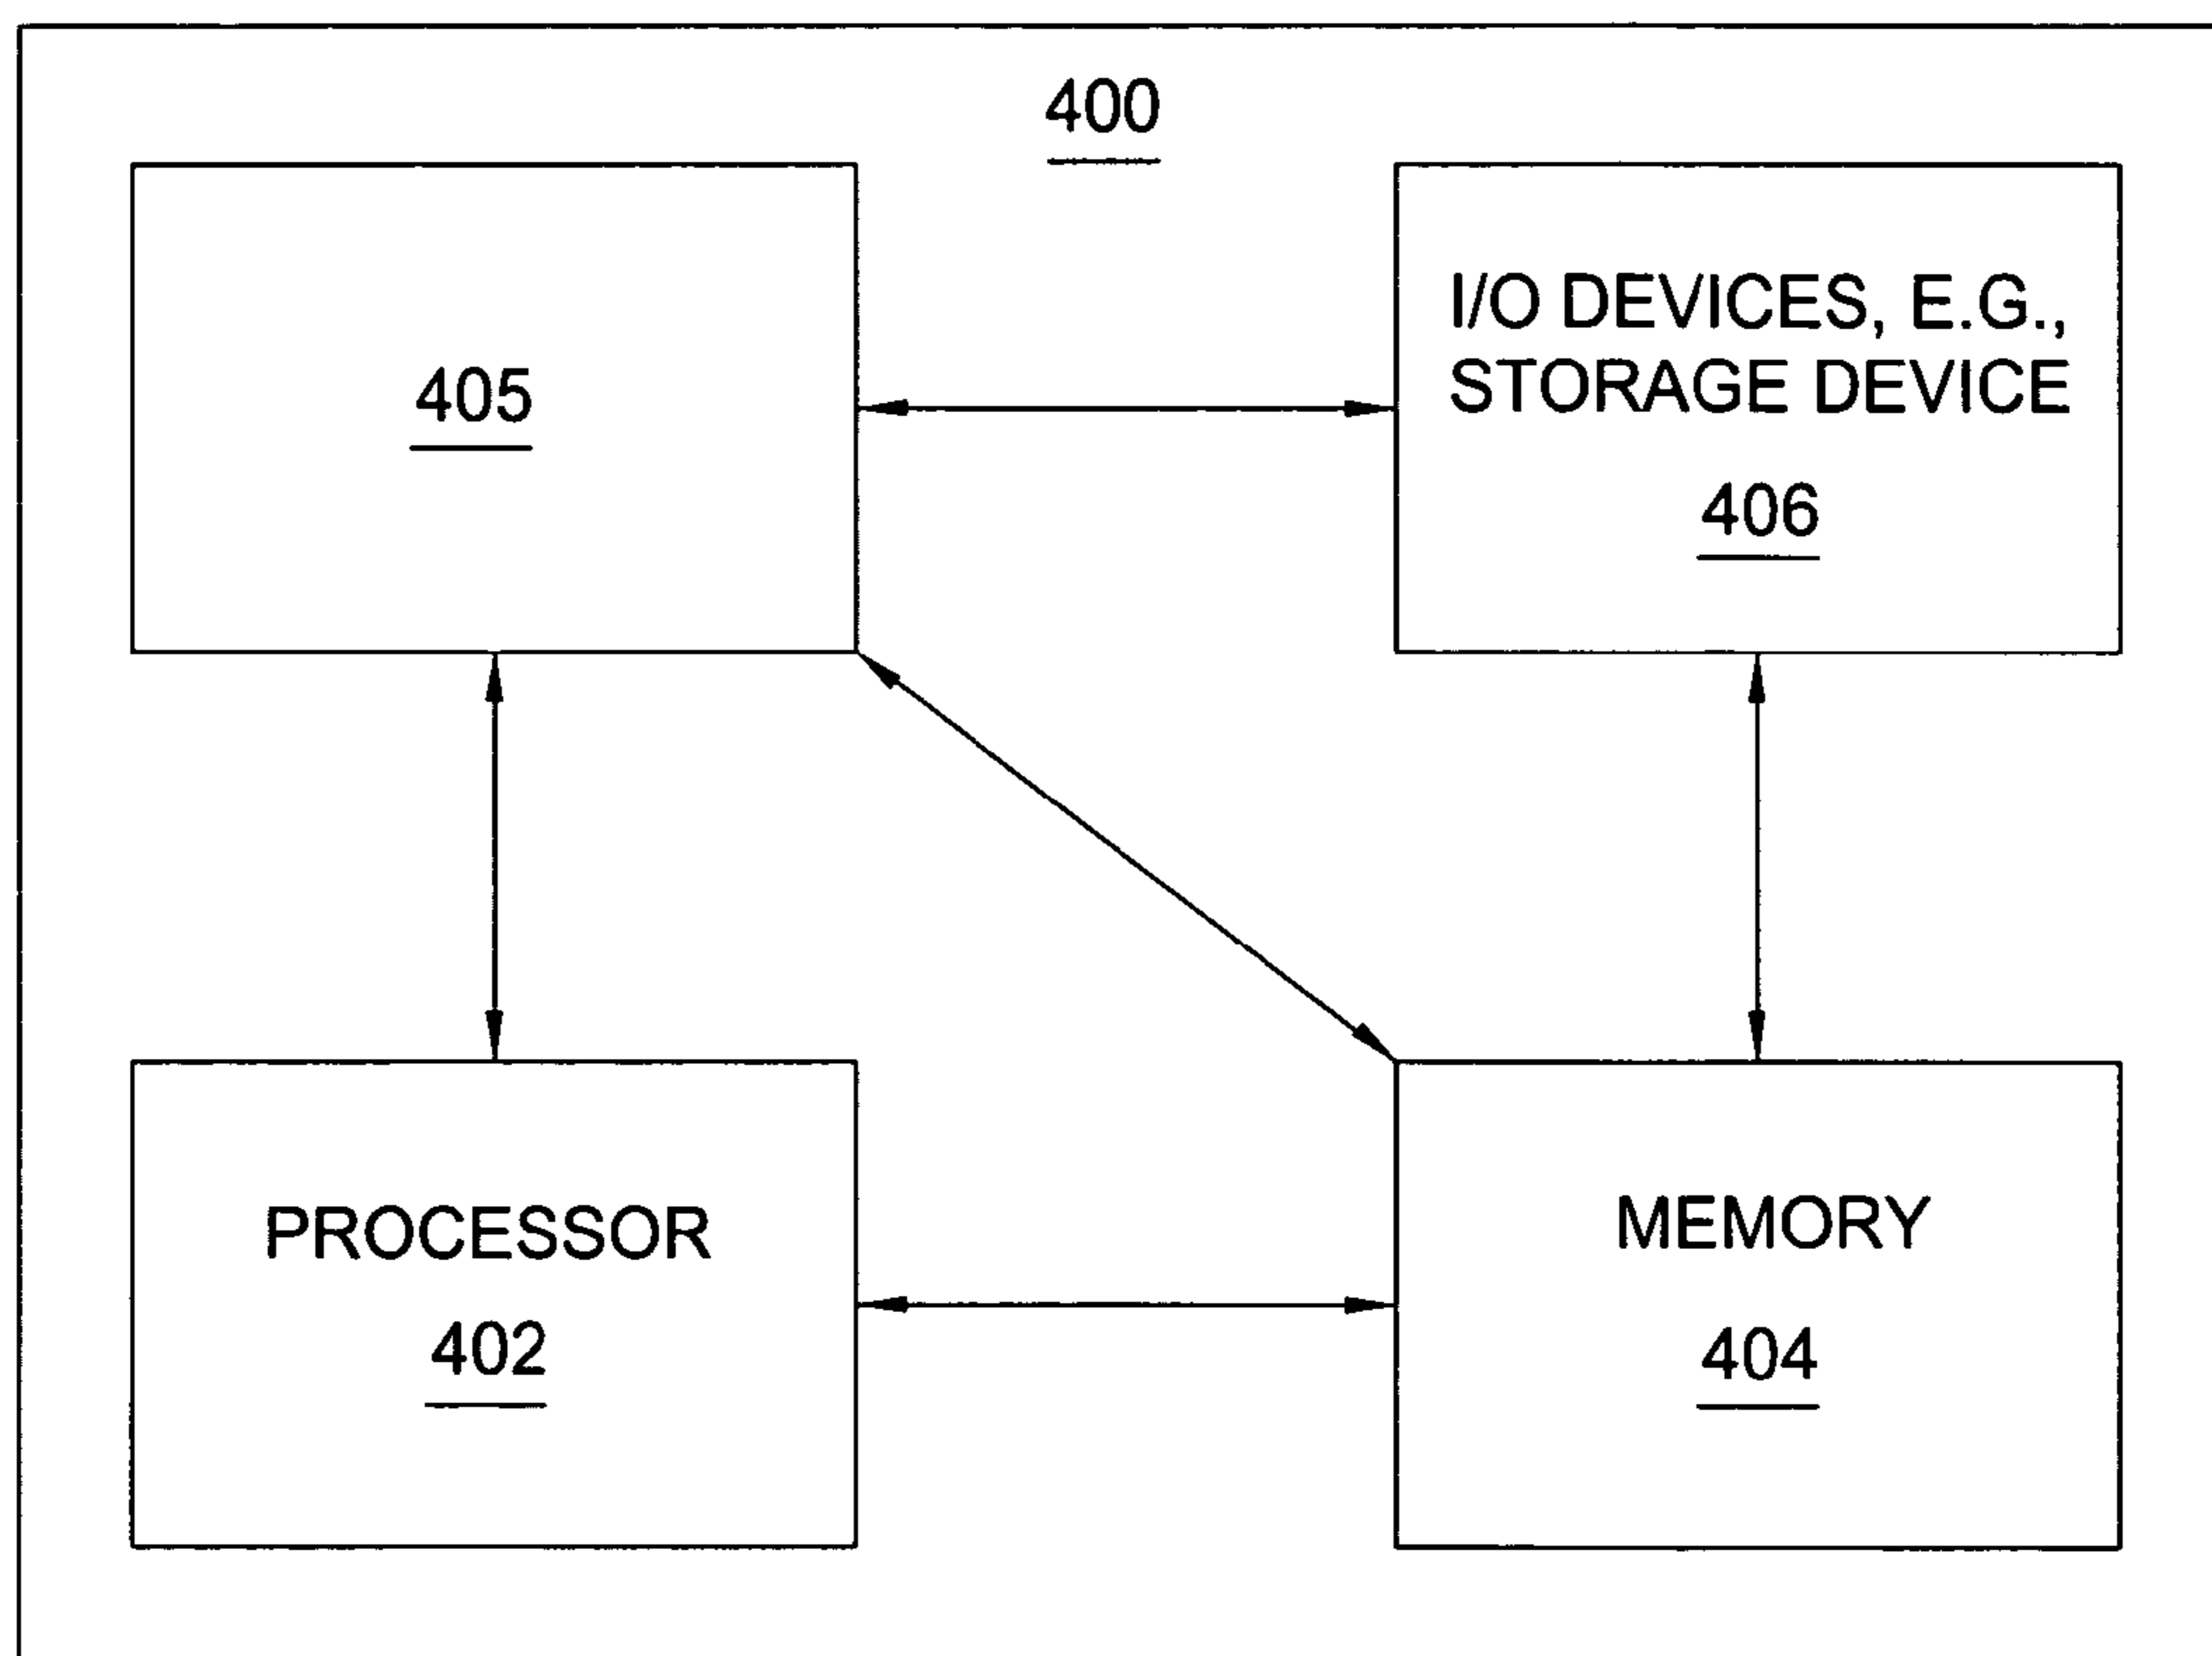 400
405
I/O DEVICES, E.G.,
STORAGE DEVICE
406
PROCESSOR
402
MEMORY
404